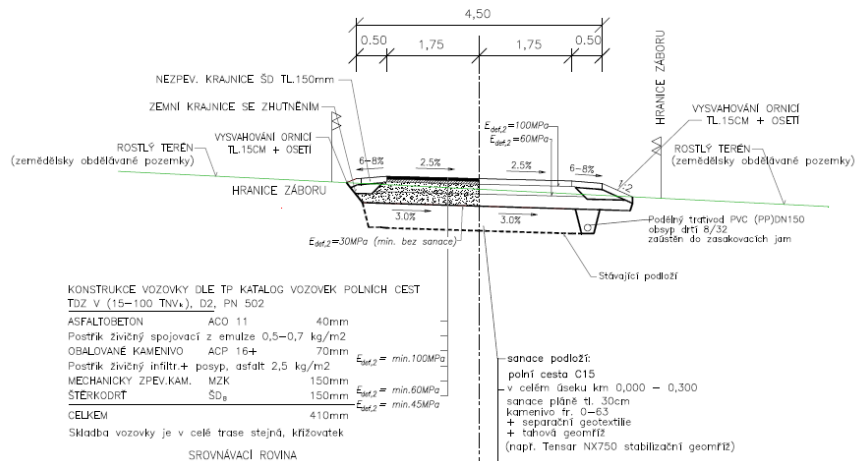 4,50
0.50 1,75 1,75 0.50
NEZPEV. KRAJNICE ŠD TL.150mm
ZEMNÍ KRAJNICE SE ZHUTNĚNÍM
HRANICE ZÁBORU
VYSVAHOVÁNÍ ORNICÍ
TL.15CM + OSETÍ
ROSTLÝ TERÉN
(zemědělsky obdělávané pozemky)
HRANICE ZÁBORU
6-8% 2.5% 2.5% 6-8%
Edef,2=100MPa
Edef,2=60MPa
VYSVAHOVÁNÍ ORNICÍ
TL.15CM + OSETÍ
ROSTLÝ TERÉN
(zemědělsky obdělávané pozemky)
1:2
3.0% 3.0%
Edef,2=30MPa (min. bez sanace)
Podélný trativod PVC (PP)DN150
obsyp drtí 8/32
zaústěn do zasakovacích jam
Stávající podloží
KONSTRUKCE VOZOVKY DLE TP KATALOG VOZOVEK POLNÍCH CEST
TDZ V (15-100 TNVk), D2, PN 502
ASFALTOBETON ACO 11 40mm
Postřik živičný spojovací z emulze 0,5-0,7 kg/m2
OBALOVANÉ KAMENIVO ACP 16+ 70mm
Edef,2= min.100MPa
Postřik živičný infiltr.+ posyp, asfalt 2,5 kg/m2
MECHANICKY ZPEV.KAM. MZK 150mm
Edef,2= min.60MPa
ŠTĚRKODRŤ ŠDB 150mm
Edef,2= min.45MPa
CELKEM 410mm
Skladba vozovky je v celé trase stejná, křižovatek
SROVNÁVACÍ ROVINA
sanace podloží:
polní cesta C15
v celém úseku km 0,000 - 0,300
sanace pláně tl. 30cm
kamenivo fr. 0-63
+ separační geotextilie
+ tahová geomříž
(např. Tensar NX750 stabilizační geomříž)